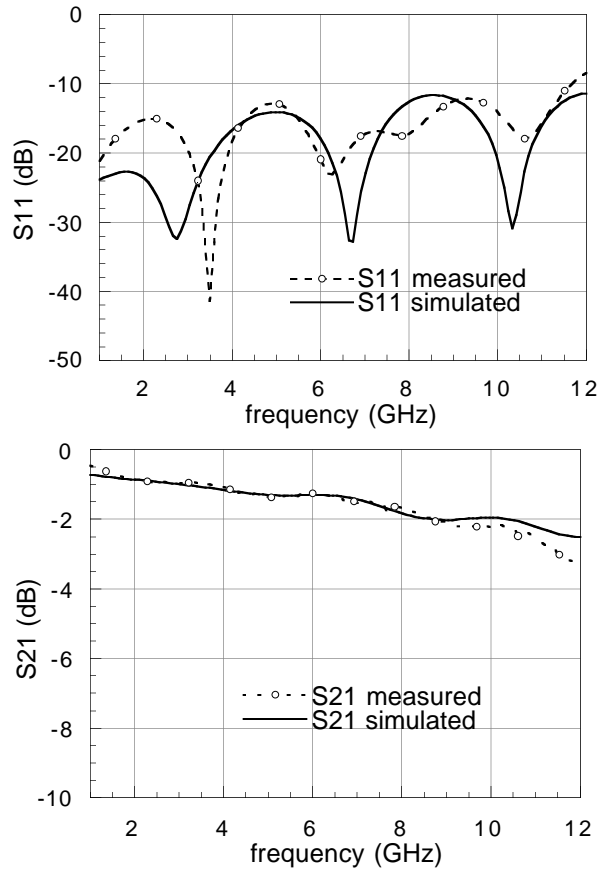 0
-10
-20
-30
-40
-50
S11 (dB)
S11 measured
S11 simulated
2 4 6 8 10 12
frequency (GHz)
0
-2
-4
-6
-8
-10
S21 (dB)
S21 measured
S21 simulated
2 4 6 8 10 12
frequency (GHz)